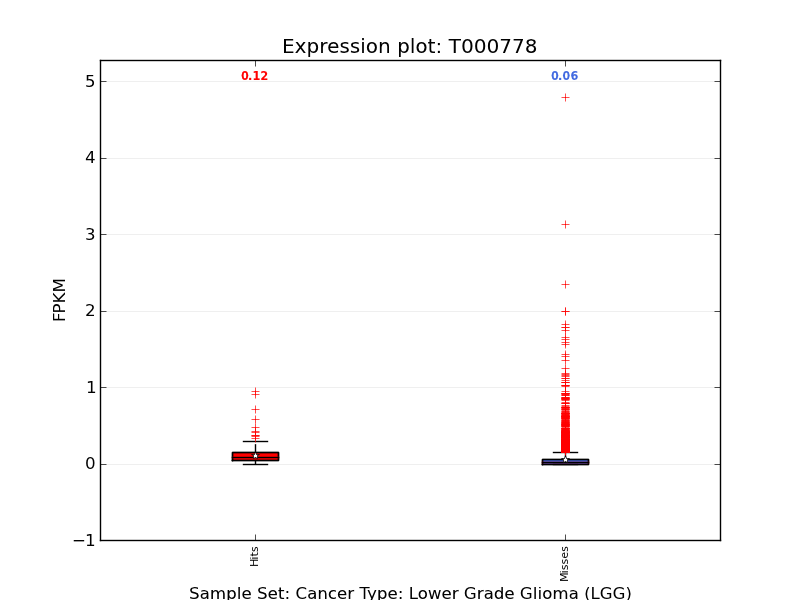 Expression plot: T000778
0.12
0.06
5
4
3
2
1
0
−1
FPKM
Hits
Misses
Sample Set: Cancer Type: Lower Grade Glioma (LGG)